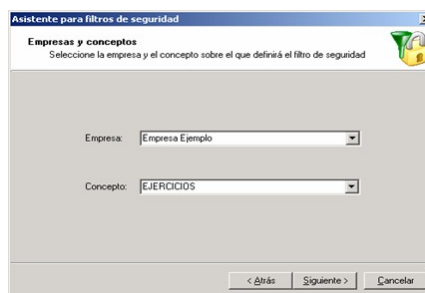 Asistente para filtros de seguridad
Empresas y conceptos
Seleccione la empresa y el concepto sobre el que definirá el filtro de seguridad
Empresa: Empresa Ejemplo
Concepto: EJERCICIOS
< Atrás Siguiente > Cancelar